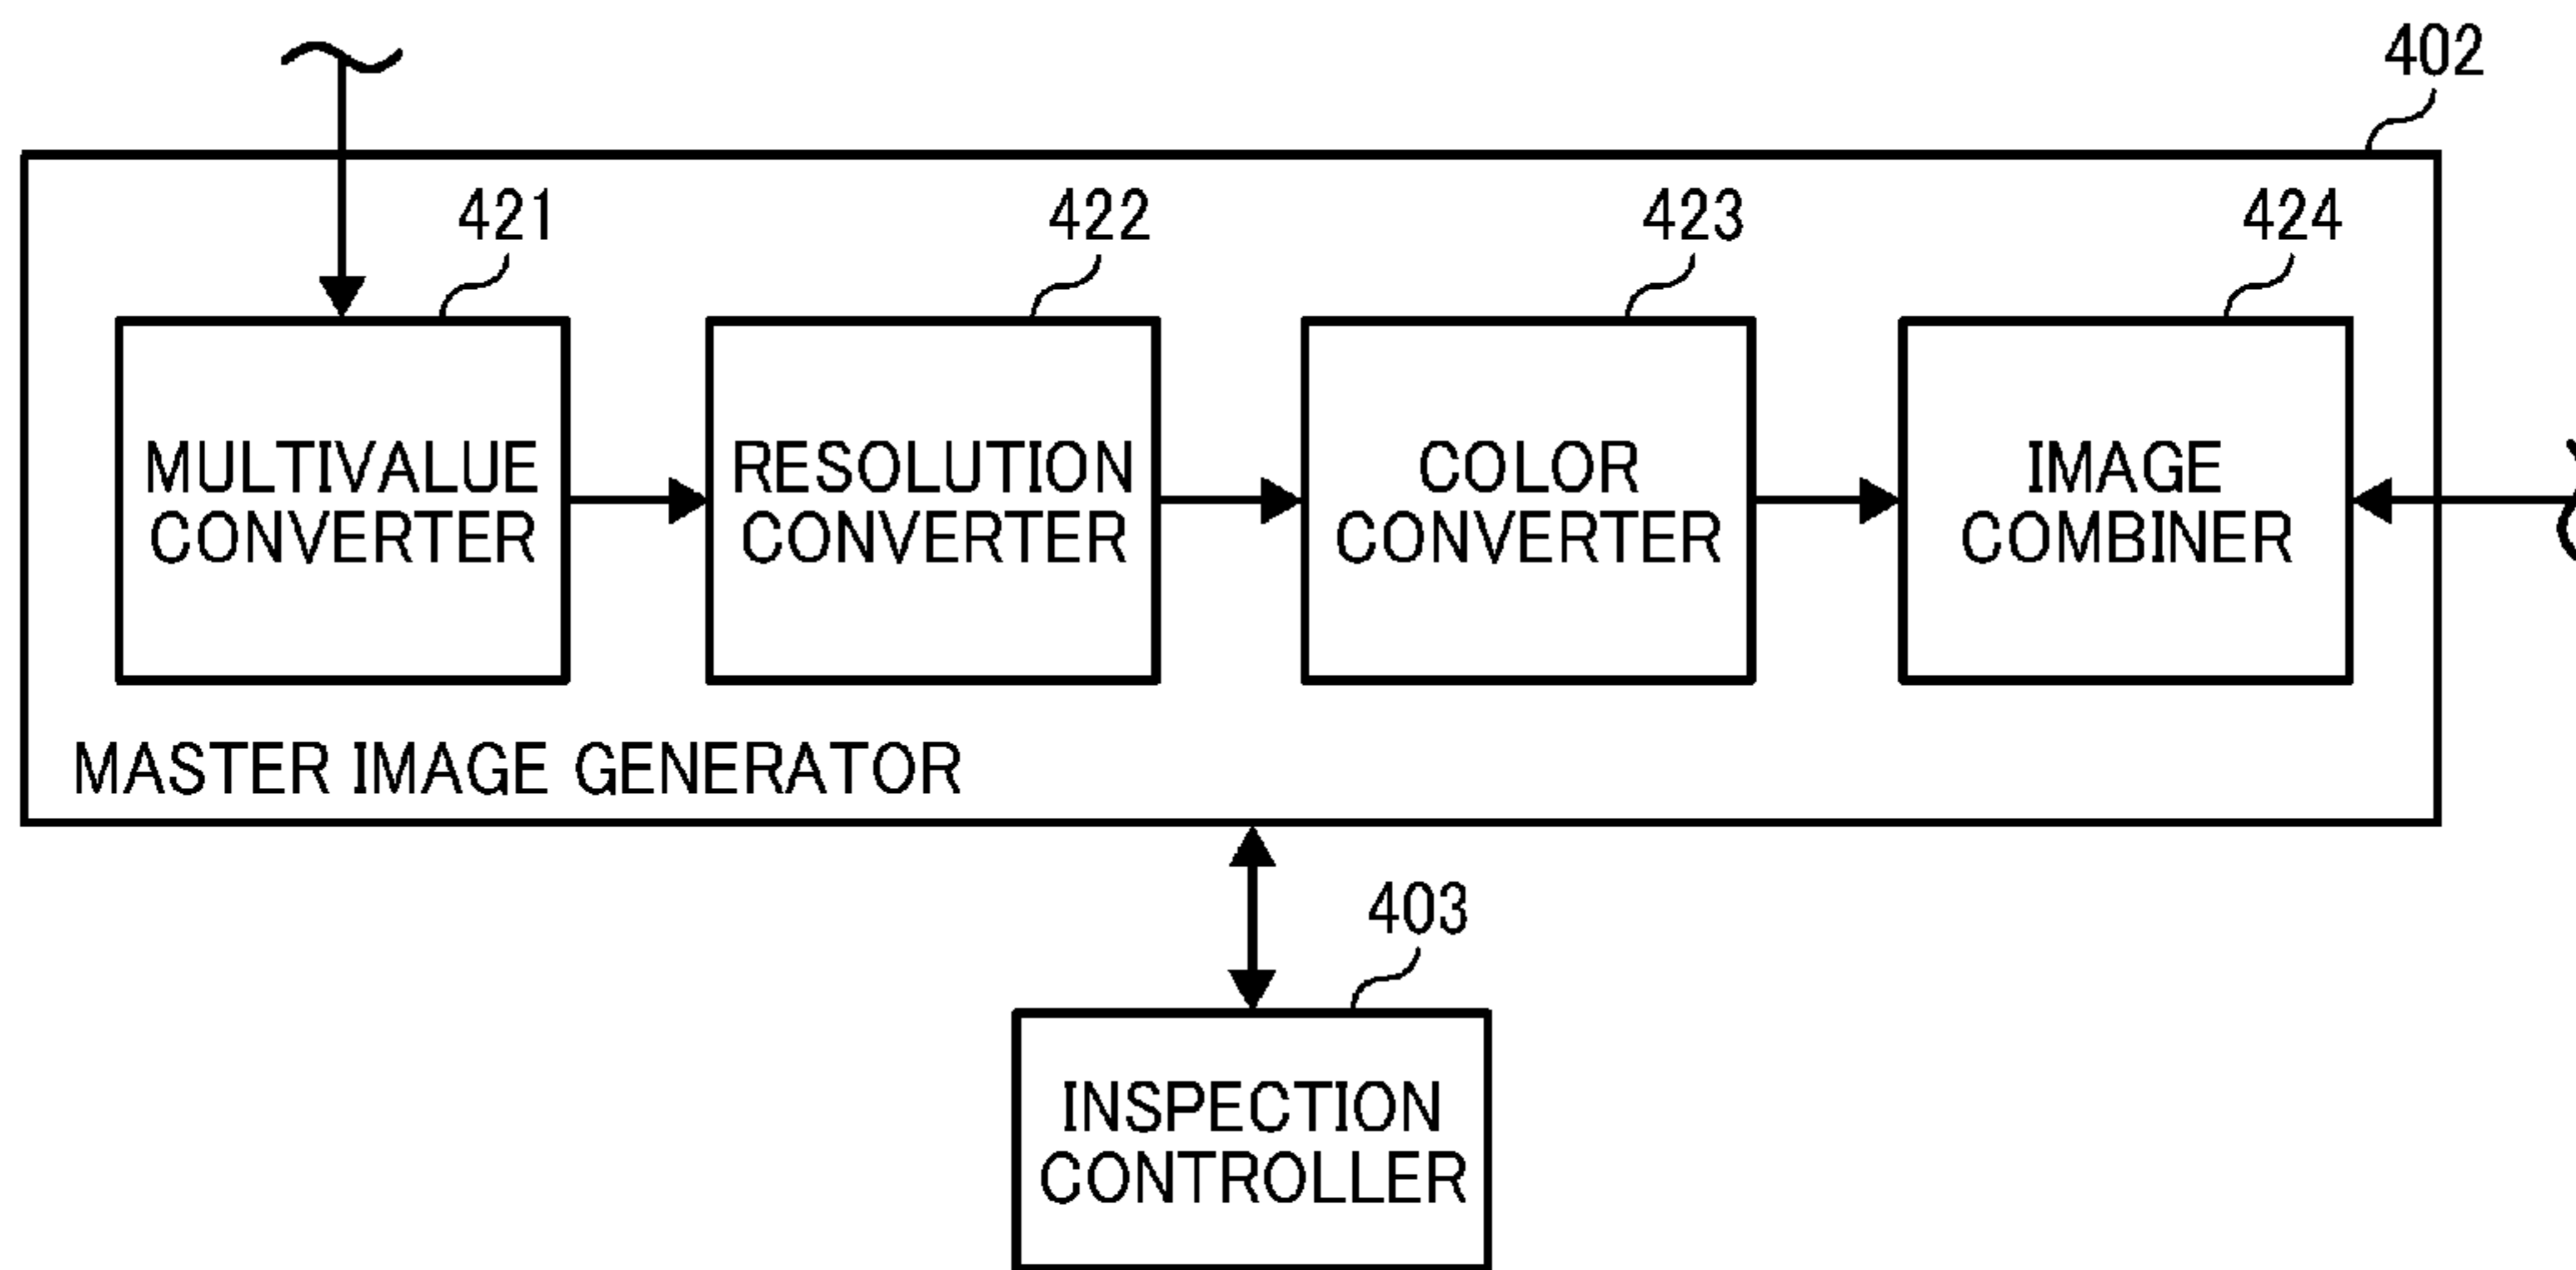 402
421
422
423
424
MULTIVALUE
CONVERTER
RESOLUTION
CONVERTER
COLOR
CONVERTER
IMAGE
COMBINER
MASTER IMAGE GENERATOR
403
INSPECTION
CONTROLLER